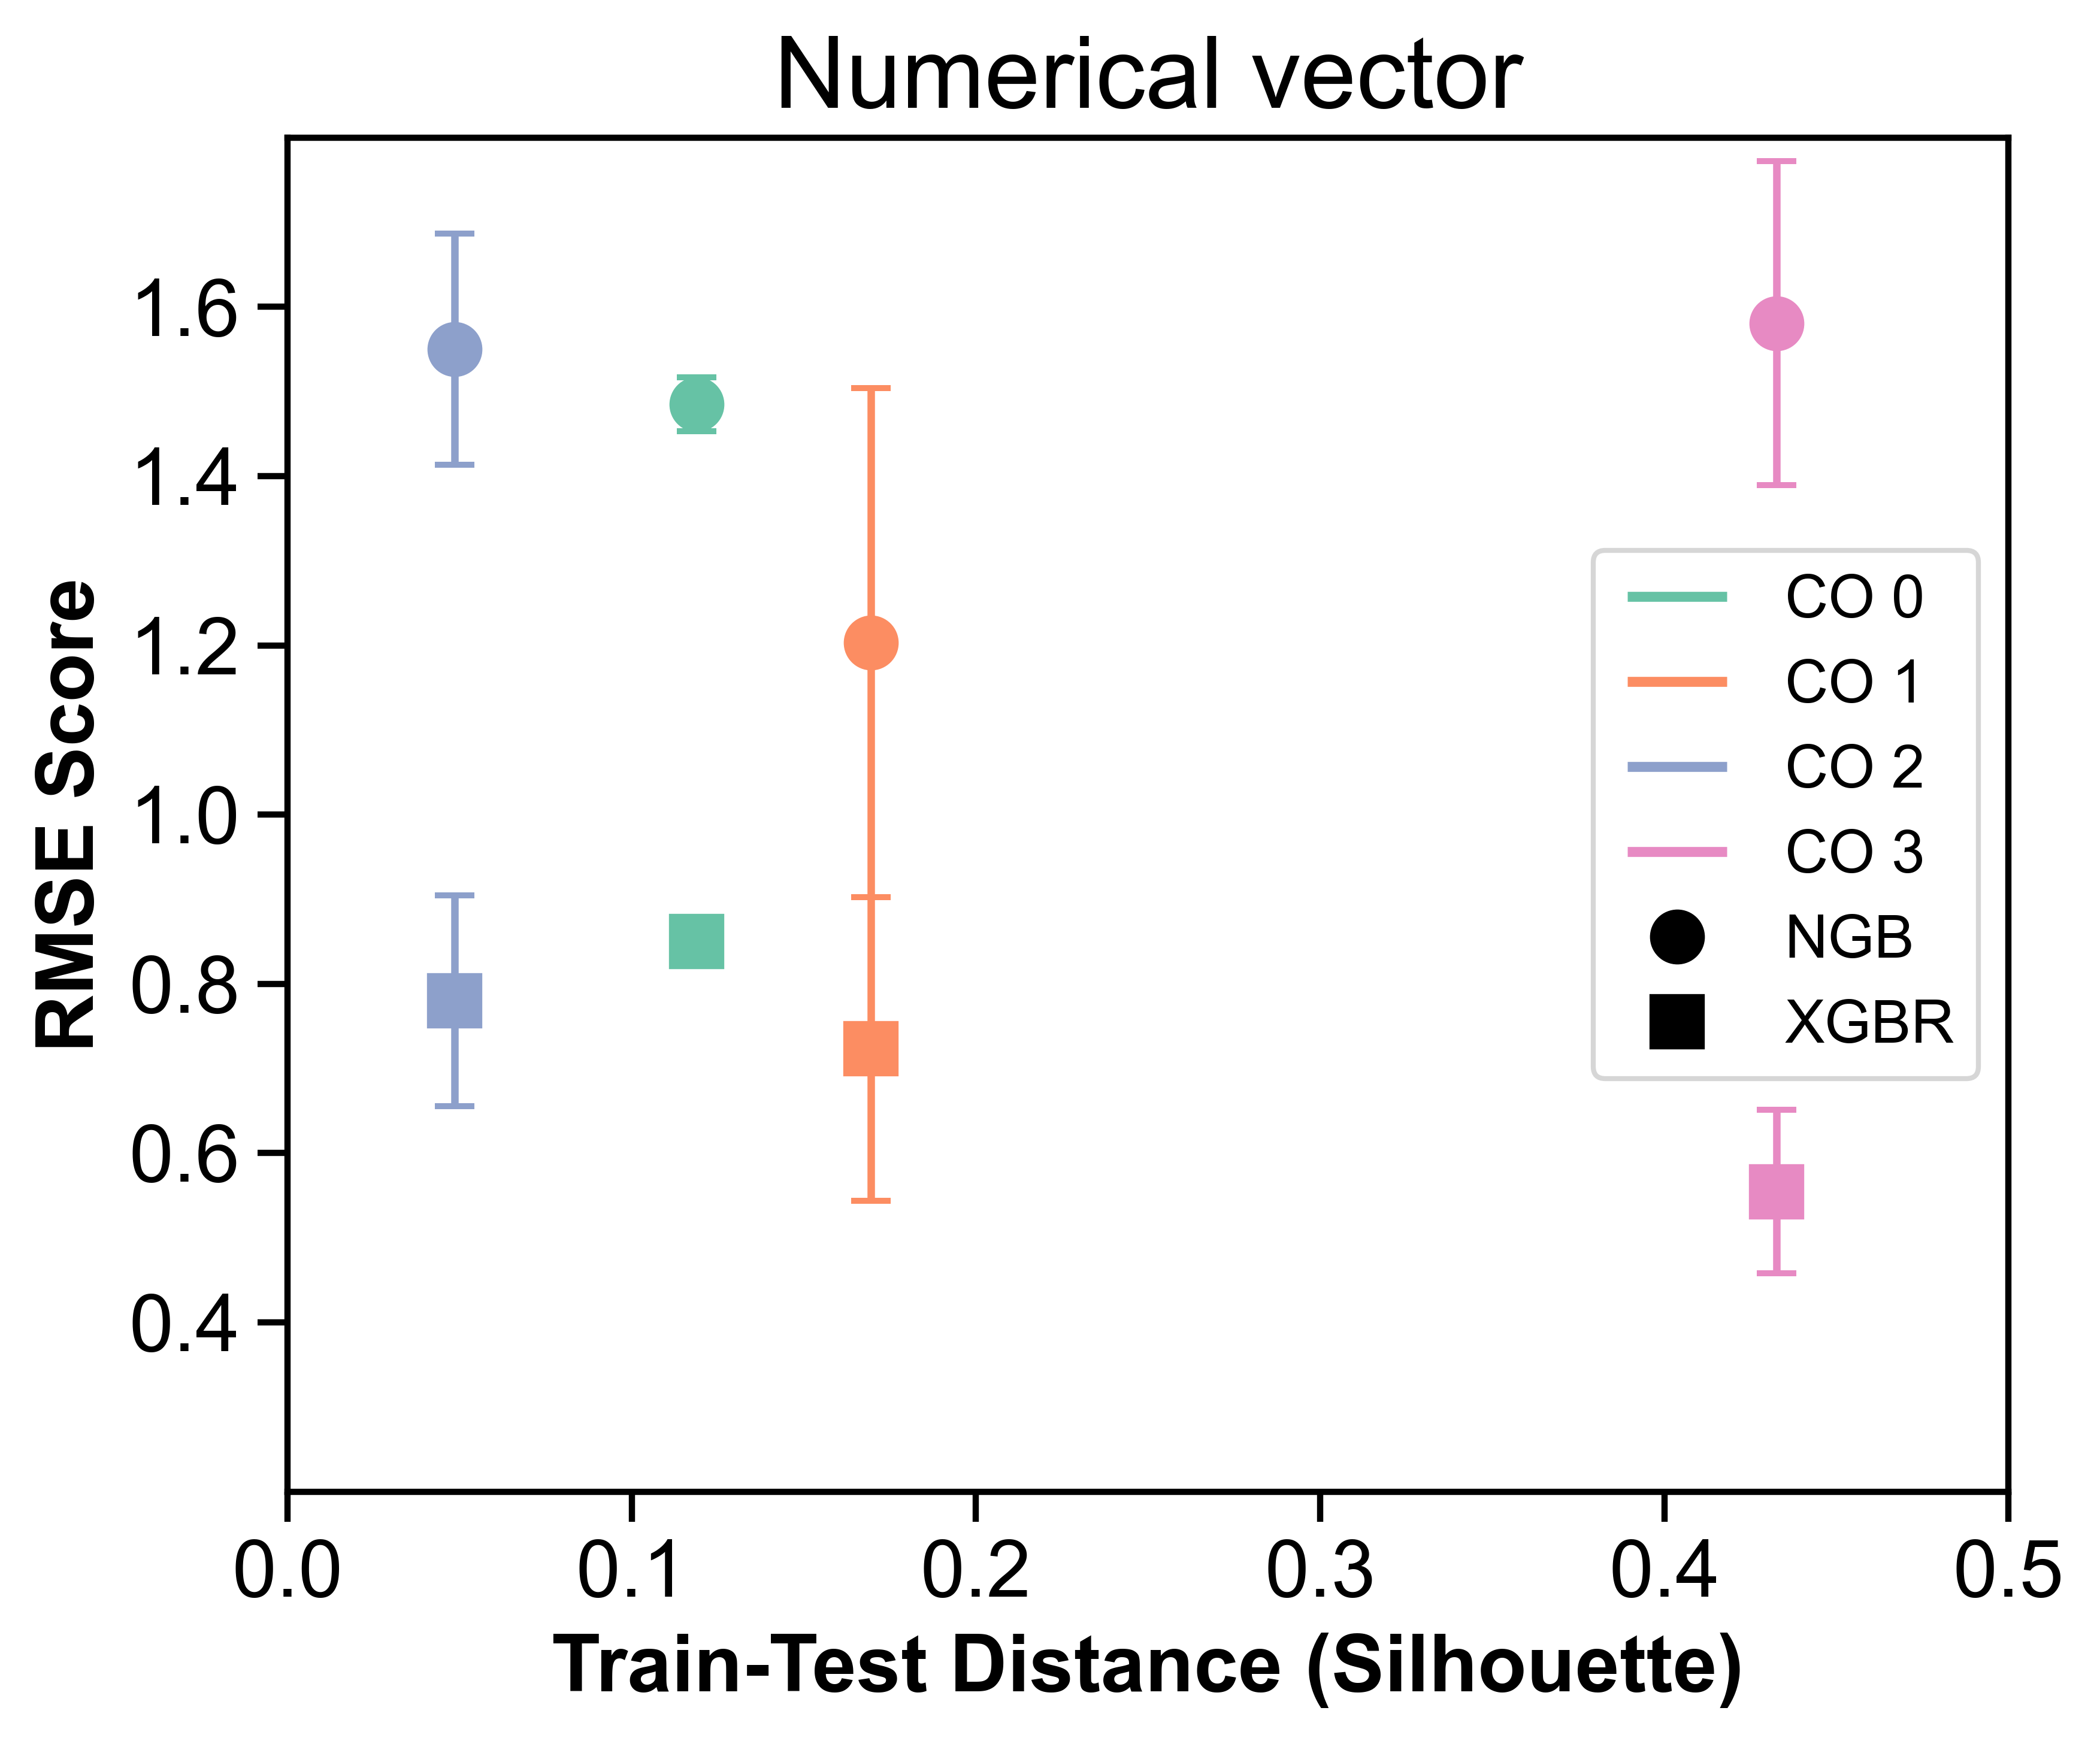 Numerical vector
RMSE Score
1.6
1.4
1.2
1.0
0.8
0.6
0.4
CO 0
CO 1
CO 2
CO 3
NGB
XGBR
0.0 0.1 0.2 0.3 0.4 0.5
Train-Test Distance (Silhouette)